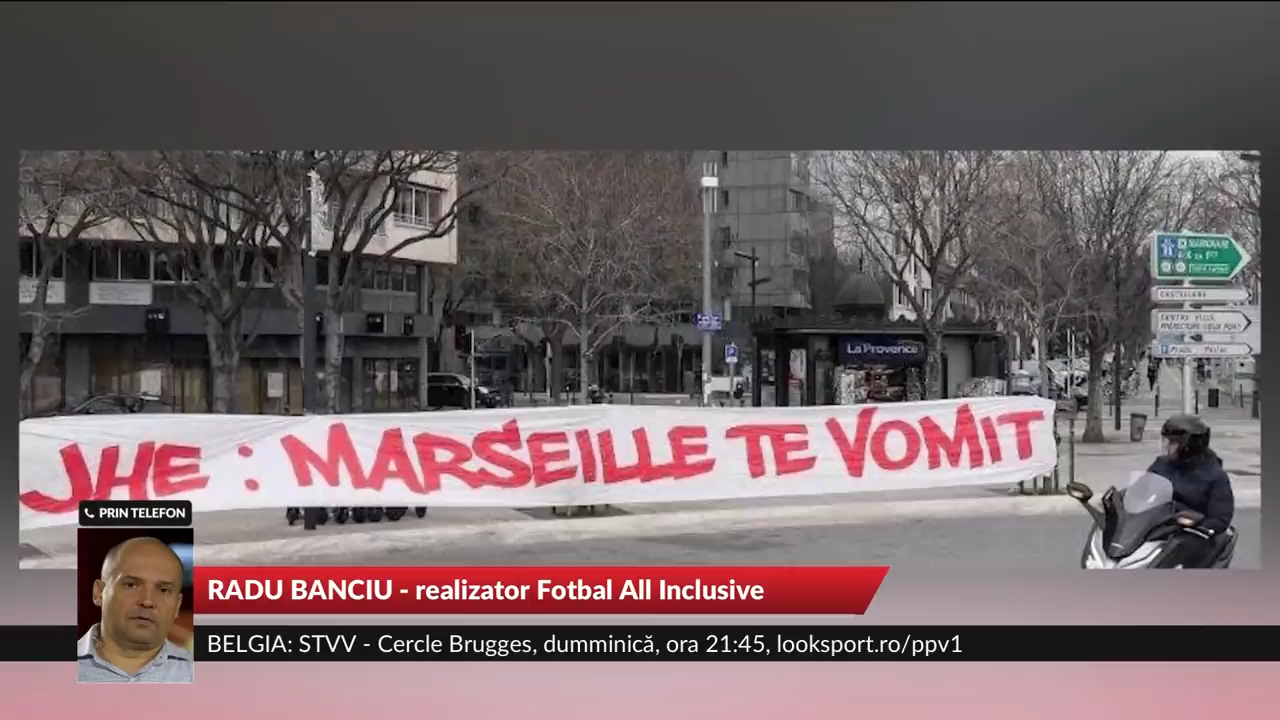 La Provence
CASTELLANE
JHE : MARSEILLE TE VOMIT
PRIN TELEFON
RADU BANCIU - realizator Fotbal All Inclusive
BELGIA: STVV - Cercle Brugges, dumminică, ora 21:45, looksport.ro/ppv1